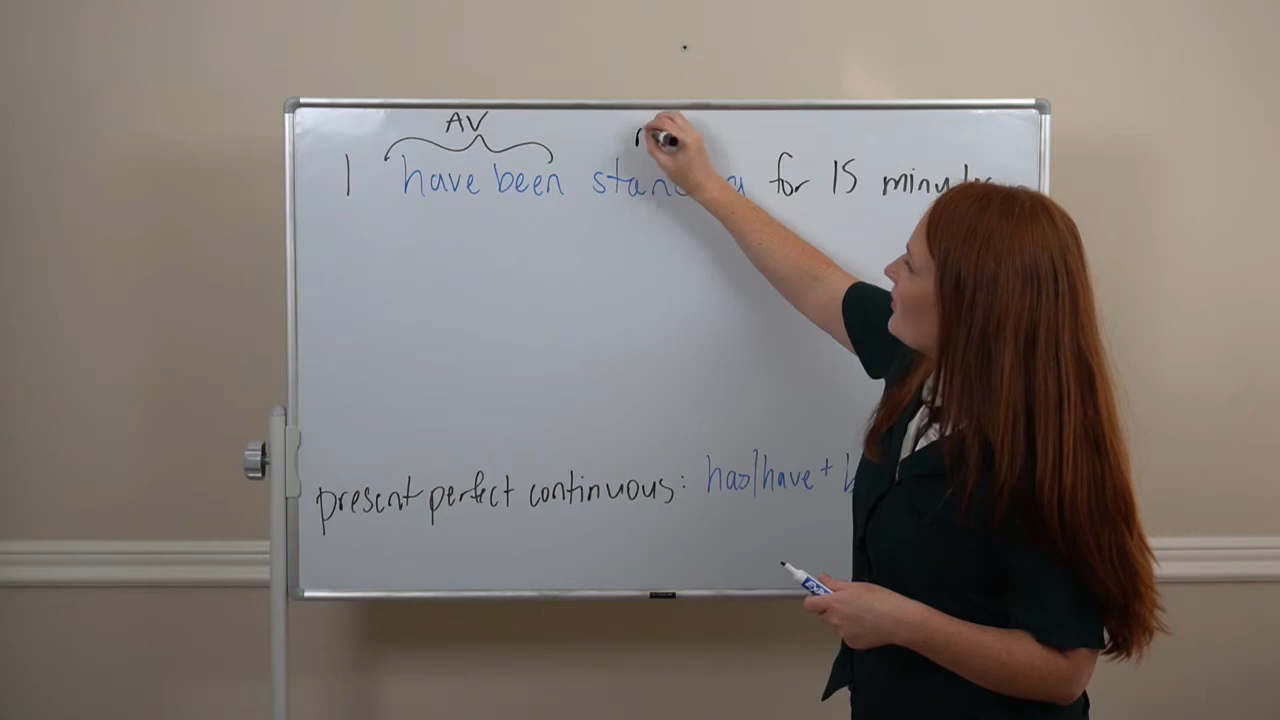 AV
I have been for 15
present perfect continuous: has/have +